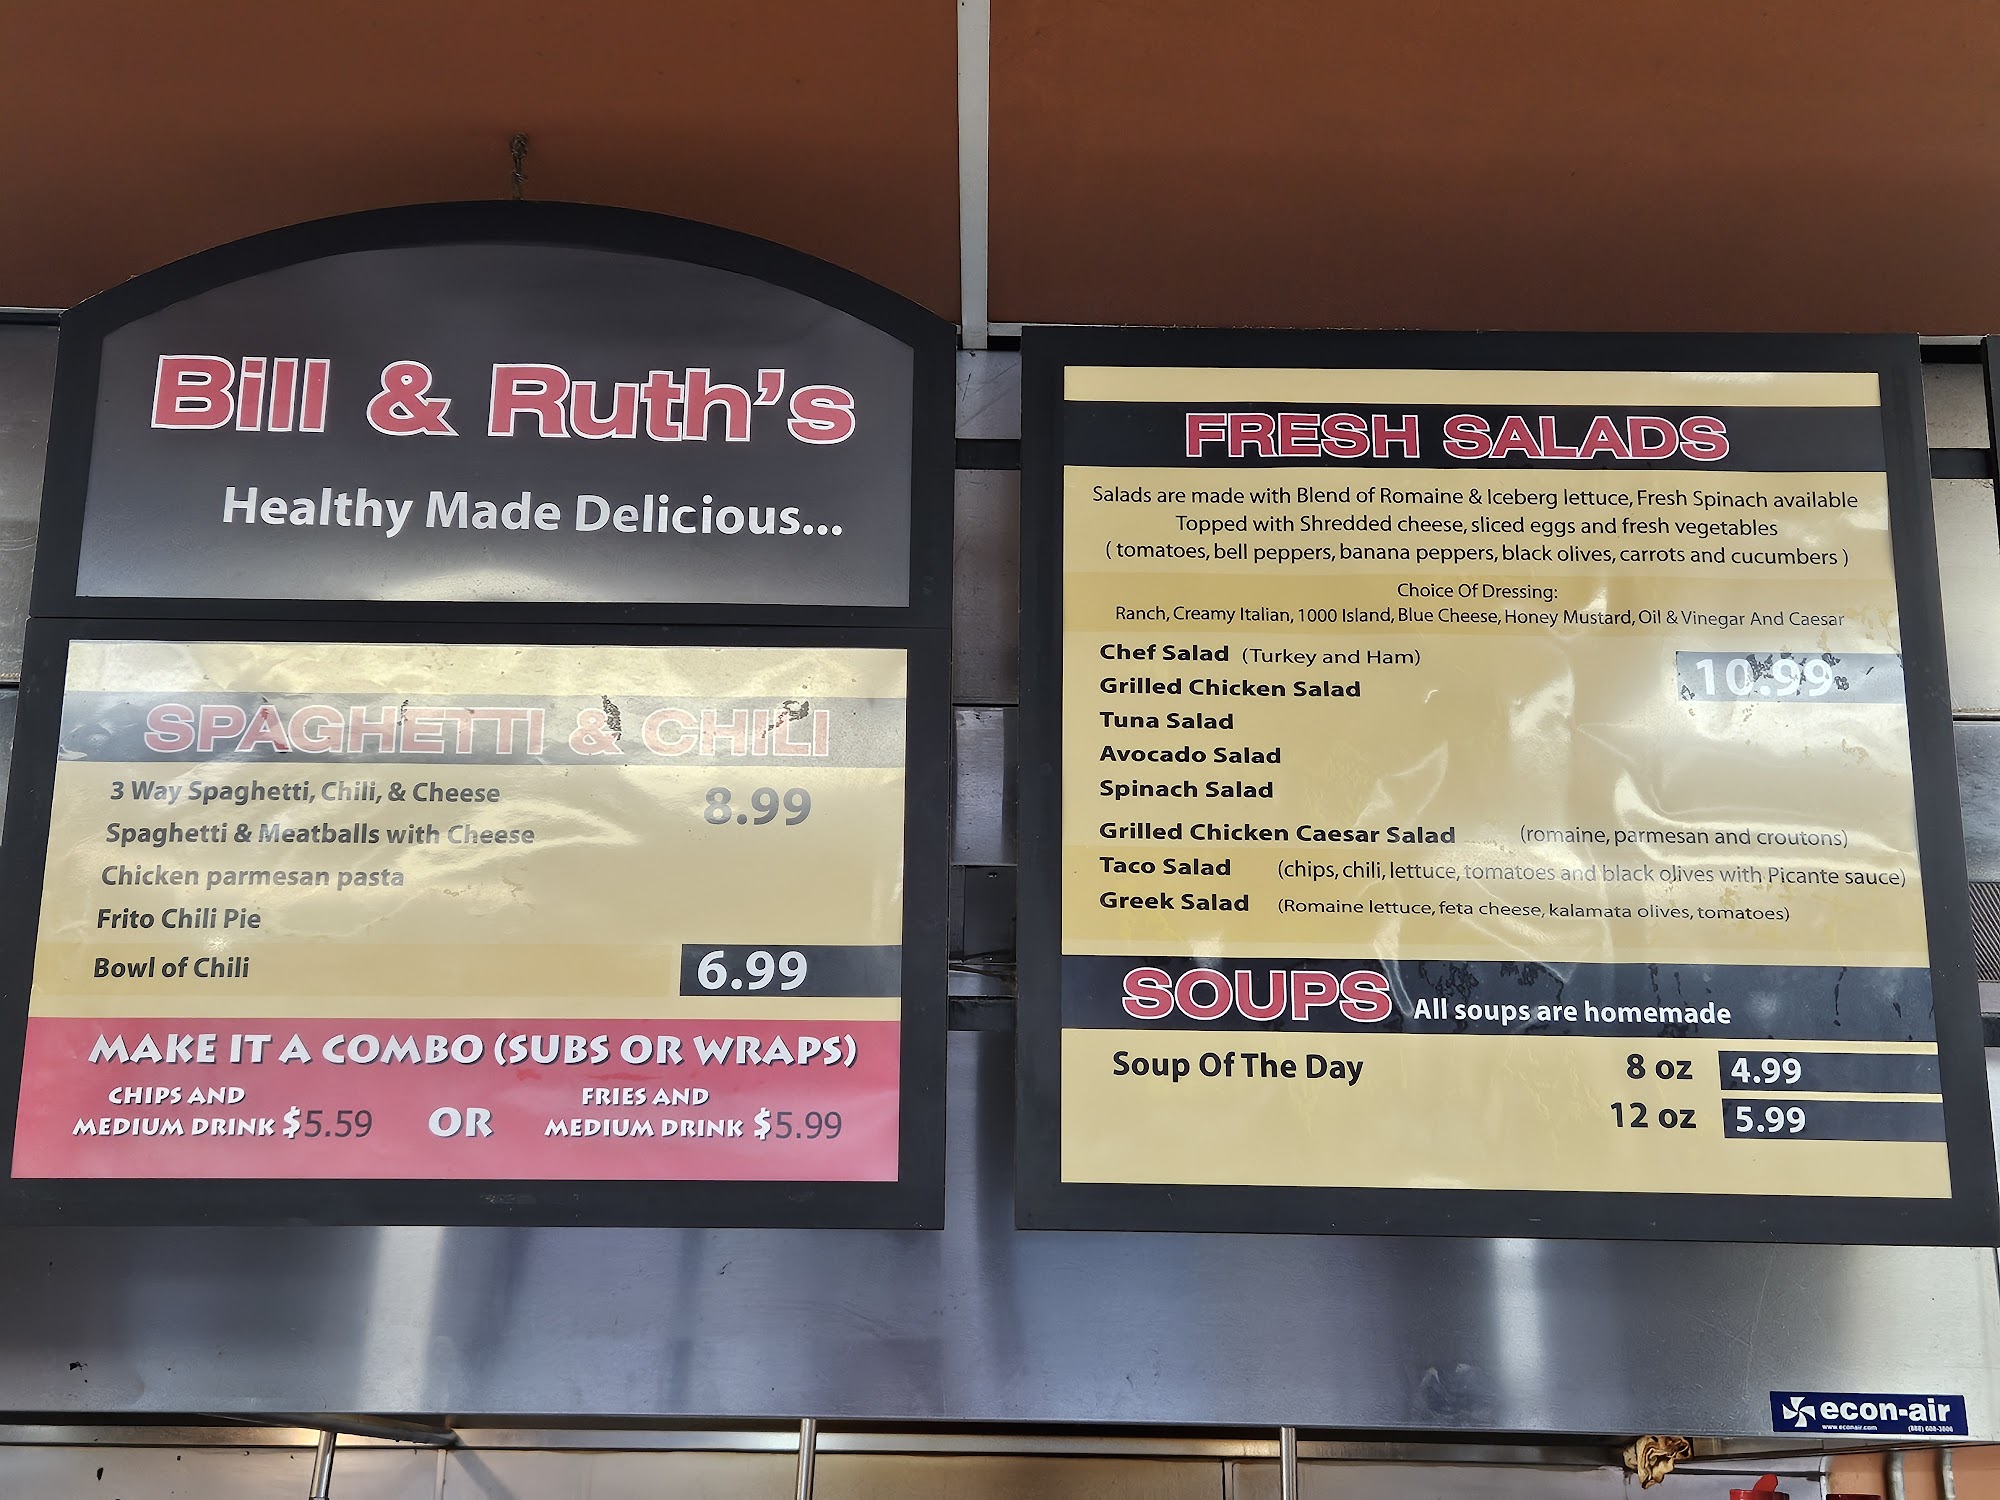 Bill & Ruth's
Healthy Made Delicious...
SPAGHETTI & CHILI
3 Way Spaghetti, Chili, & Cheese 8.99
Spaghetti & Meatballs with Cheese
Chicken parmesan pasta
Frito Chili Pie
Bowl of Chili 6.99
MAKE IT A COMBO (SUBS OR WRAPS)
CHIPS AND
MEDIUM DRINK $5.59
OR
FRIES AND
MEDIUM DRINK $5.99
FRESH SALADS
Salads are made with Blend of Romaine & Iceberg lettuce, Fresh Spinach available
Topped with Shredded cheese, sliced eggs and fresh vegetables
( tomatoes, bell peppers, banana peppers, black olives, carrots and cucumbers )
Choice Of Dressing:
Ranch, Creamy Italian, 1000 Island, Blue Cheese, Honey Mustard, Oil & Vinegar And Caesar
Chef Salad (Turkey and Ham) 10.99
Grilled Chicken Salad
Tuna Salad
Avocado Salad
Spinach Salad
Grilled Chicken Caesar Salad (romaine, parmesan and croutons)
Taco Salad (chips, chili, lettuce, tomatoes and black olives with Picante sauce)
Greek Salad (Romaine lettuce, feta cheese, kalamata olives, tomatoes)
SOUPS All soups are homemade
Soup Of The Day 8 oz 4.99
12 oz 5.99
econ-air
www.econair.com (888) 608-3806